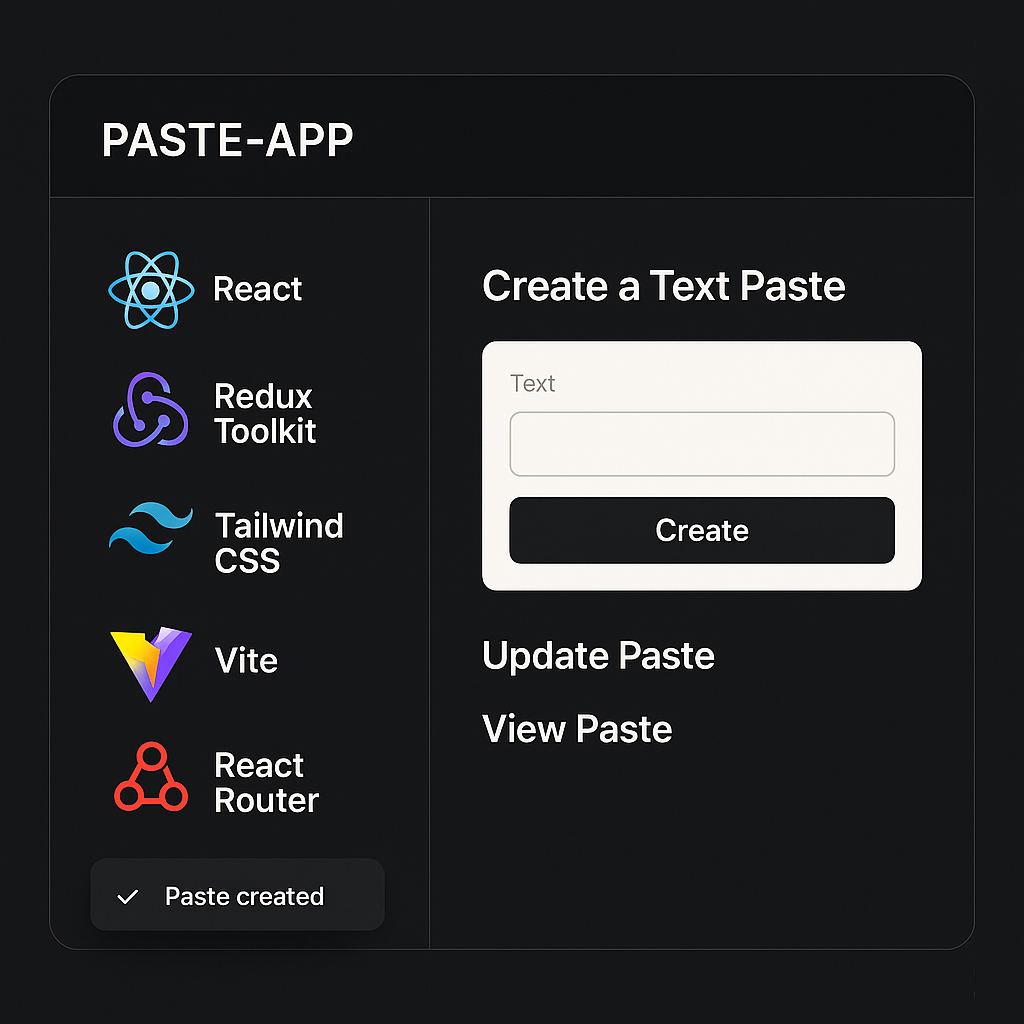 PASTE-APP
React
Redux
Toolkit
Tailwind
CSS
Vite
React
Router
Paste created
Create a Text Paste
Text
Create
Update Paste
View Paste